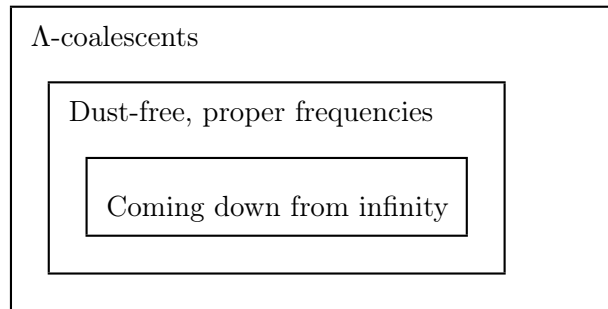 Λ-coalescents
Dust-free, proper frequencies
Coming down from infinity